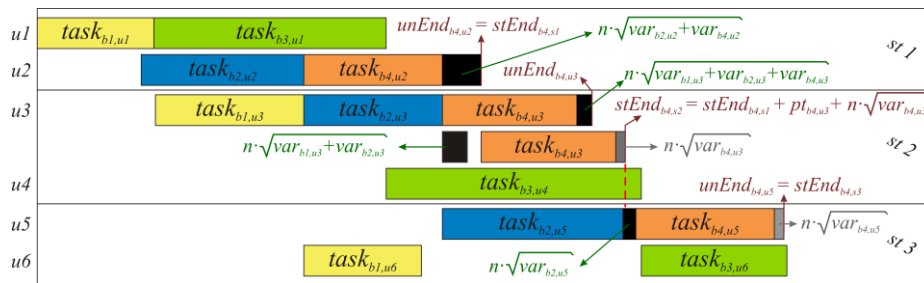 u1 task_{b1,u1} task_{b3,u1} unEnd_{b4,u2} = stEnd_{b4,s1} n·√(var_{b2,u2}+var_{b4,u2}) st 1
u2 task_{b2,u2} task_{b4,u2} unEnd_{b4,u3} n·√(var_{b1,u3}+var_{b2,u3}+var_{b4,u3})
u3 task_{b1,u3} task_{b2,u3} task_{b4,u3} stEnd_{b4,s2} = stEnd_{b4,s1} + pt_{b4,u3} + n·√var_{b4,u3}
n·√(var_{b1,u3}+var_{b2,u3}) task_{b4,u3} n·√var_{b4,u3} st 2
u4 task_{b3,u4} unEnd_{b4,u5} = stEnd_{b4,s3}
u5 task_{b2,u5} task_{b4,u5} n·√var_{b4,u5} st 3
u6 task_{b1,u6} n·√var_{b2,u5} task_{b3,u6}